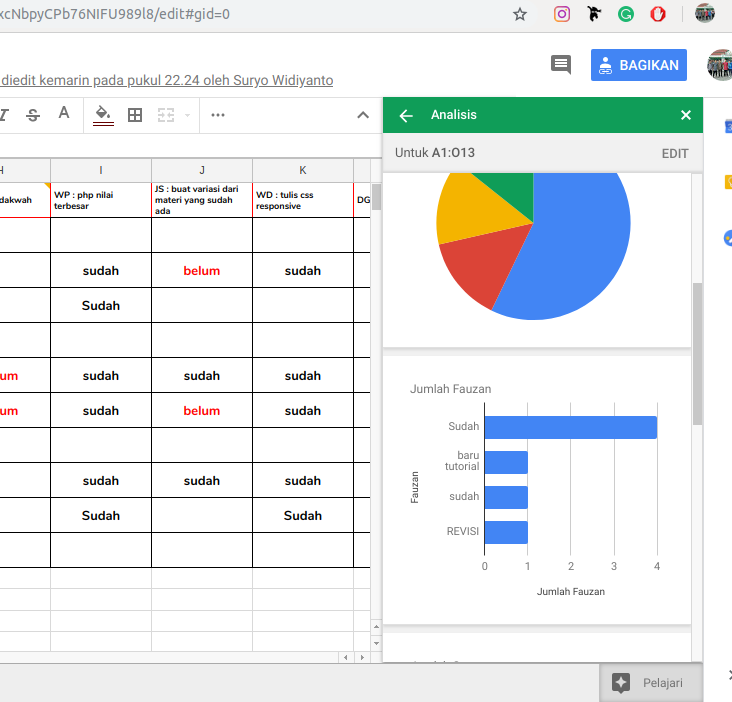 xcNbpyCPb76NIFU989l8/edit#gid=0
diedit kemarin pada pukul 22.24 oleh Suryo Widiyanto
BAGIKAN
Analisis
Untuk A1:O13
EDIT
H I J K
dakwah
WP : php nilai
terbesar
JS : buat variasi dari
materi yang sudah
ada
WD : tulis css
responsive
DG
sudah belum sudah
Sudah
um sudah sudah sudah
um sudah belum sudah
sudah sudah sudah
Sudah Sudah
Jumlah Fauzan
Fauzan
Sudah
baru
tutorial
sudah
REVISI
0 1 2 3 4
Jumlah Fauzan
Pelajari